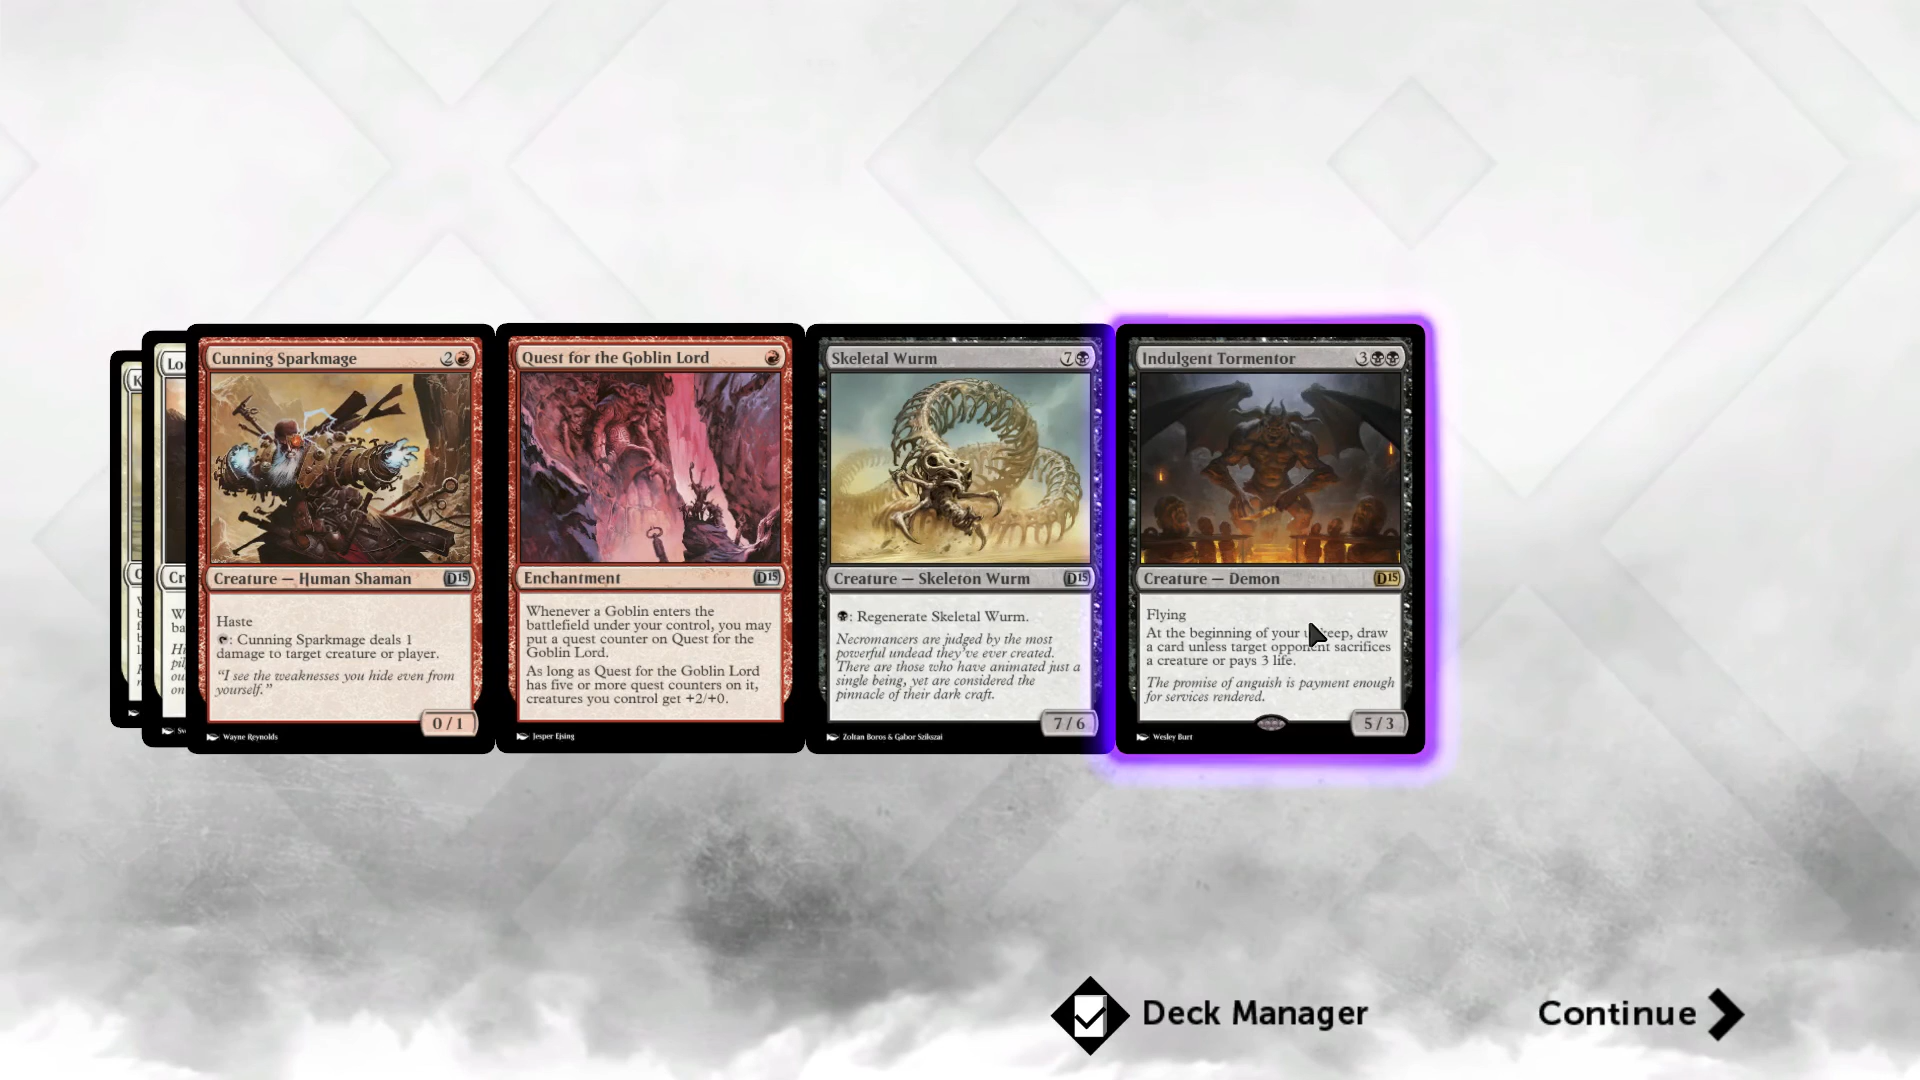 Cunning Sparkmage 2
Creature — Human Shaman D15
Haste
: Cunning Sparkmage deals 1
damage to target creature or player.
"I see the weaknesses you hide even from
yourself."
0 / 1
Wayne Reynolds
Quest for the Goblin Lord
Enchantment D15
Whenever a Goblin enters the
battlefield under your control, you may
put a quest counter on Quest for the
Goblin Lord.
As long as Quest for the Goblin Lord
has five or more quest counters on it,
creatures you control get +2/+0.
Jesper Ejsing
Skeletal Wurm 7
Creature — Skeleton Wurm D15
: Regenerate Skeletal Wurm.
Necromancers are judged by the most
powerful undead they've ever created.
There are those who have animated just a
single being, yet are considered the
pinnacle of their dark craft.
7 / 6
Zoltan Boros & Gabor Szikszai
Indulgent Tormentor 3
Creature — Demon D15
Flying
At the beginning of your upkeep, draw
a card unless target opponent sacrifices
a creature or pays 3 life.
The promise of anguish is payment enough
for services rendered.
5 / 3
Wesley Burt
Deck Manager
Continue